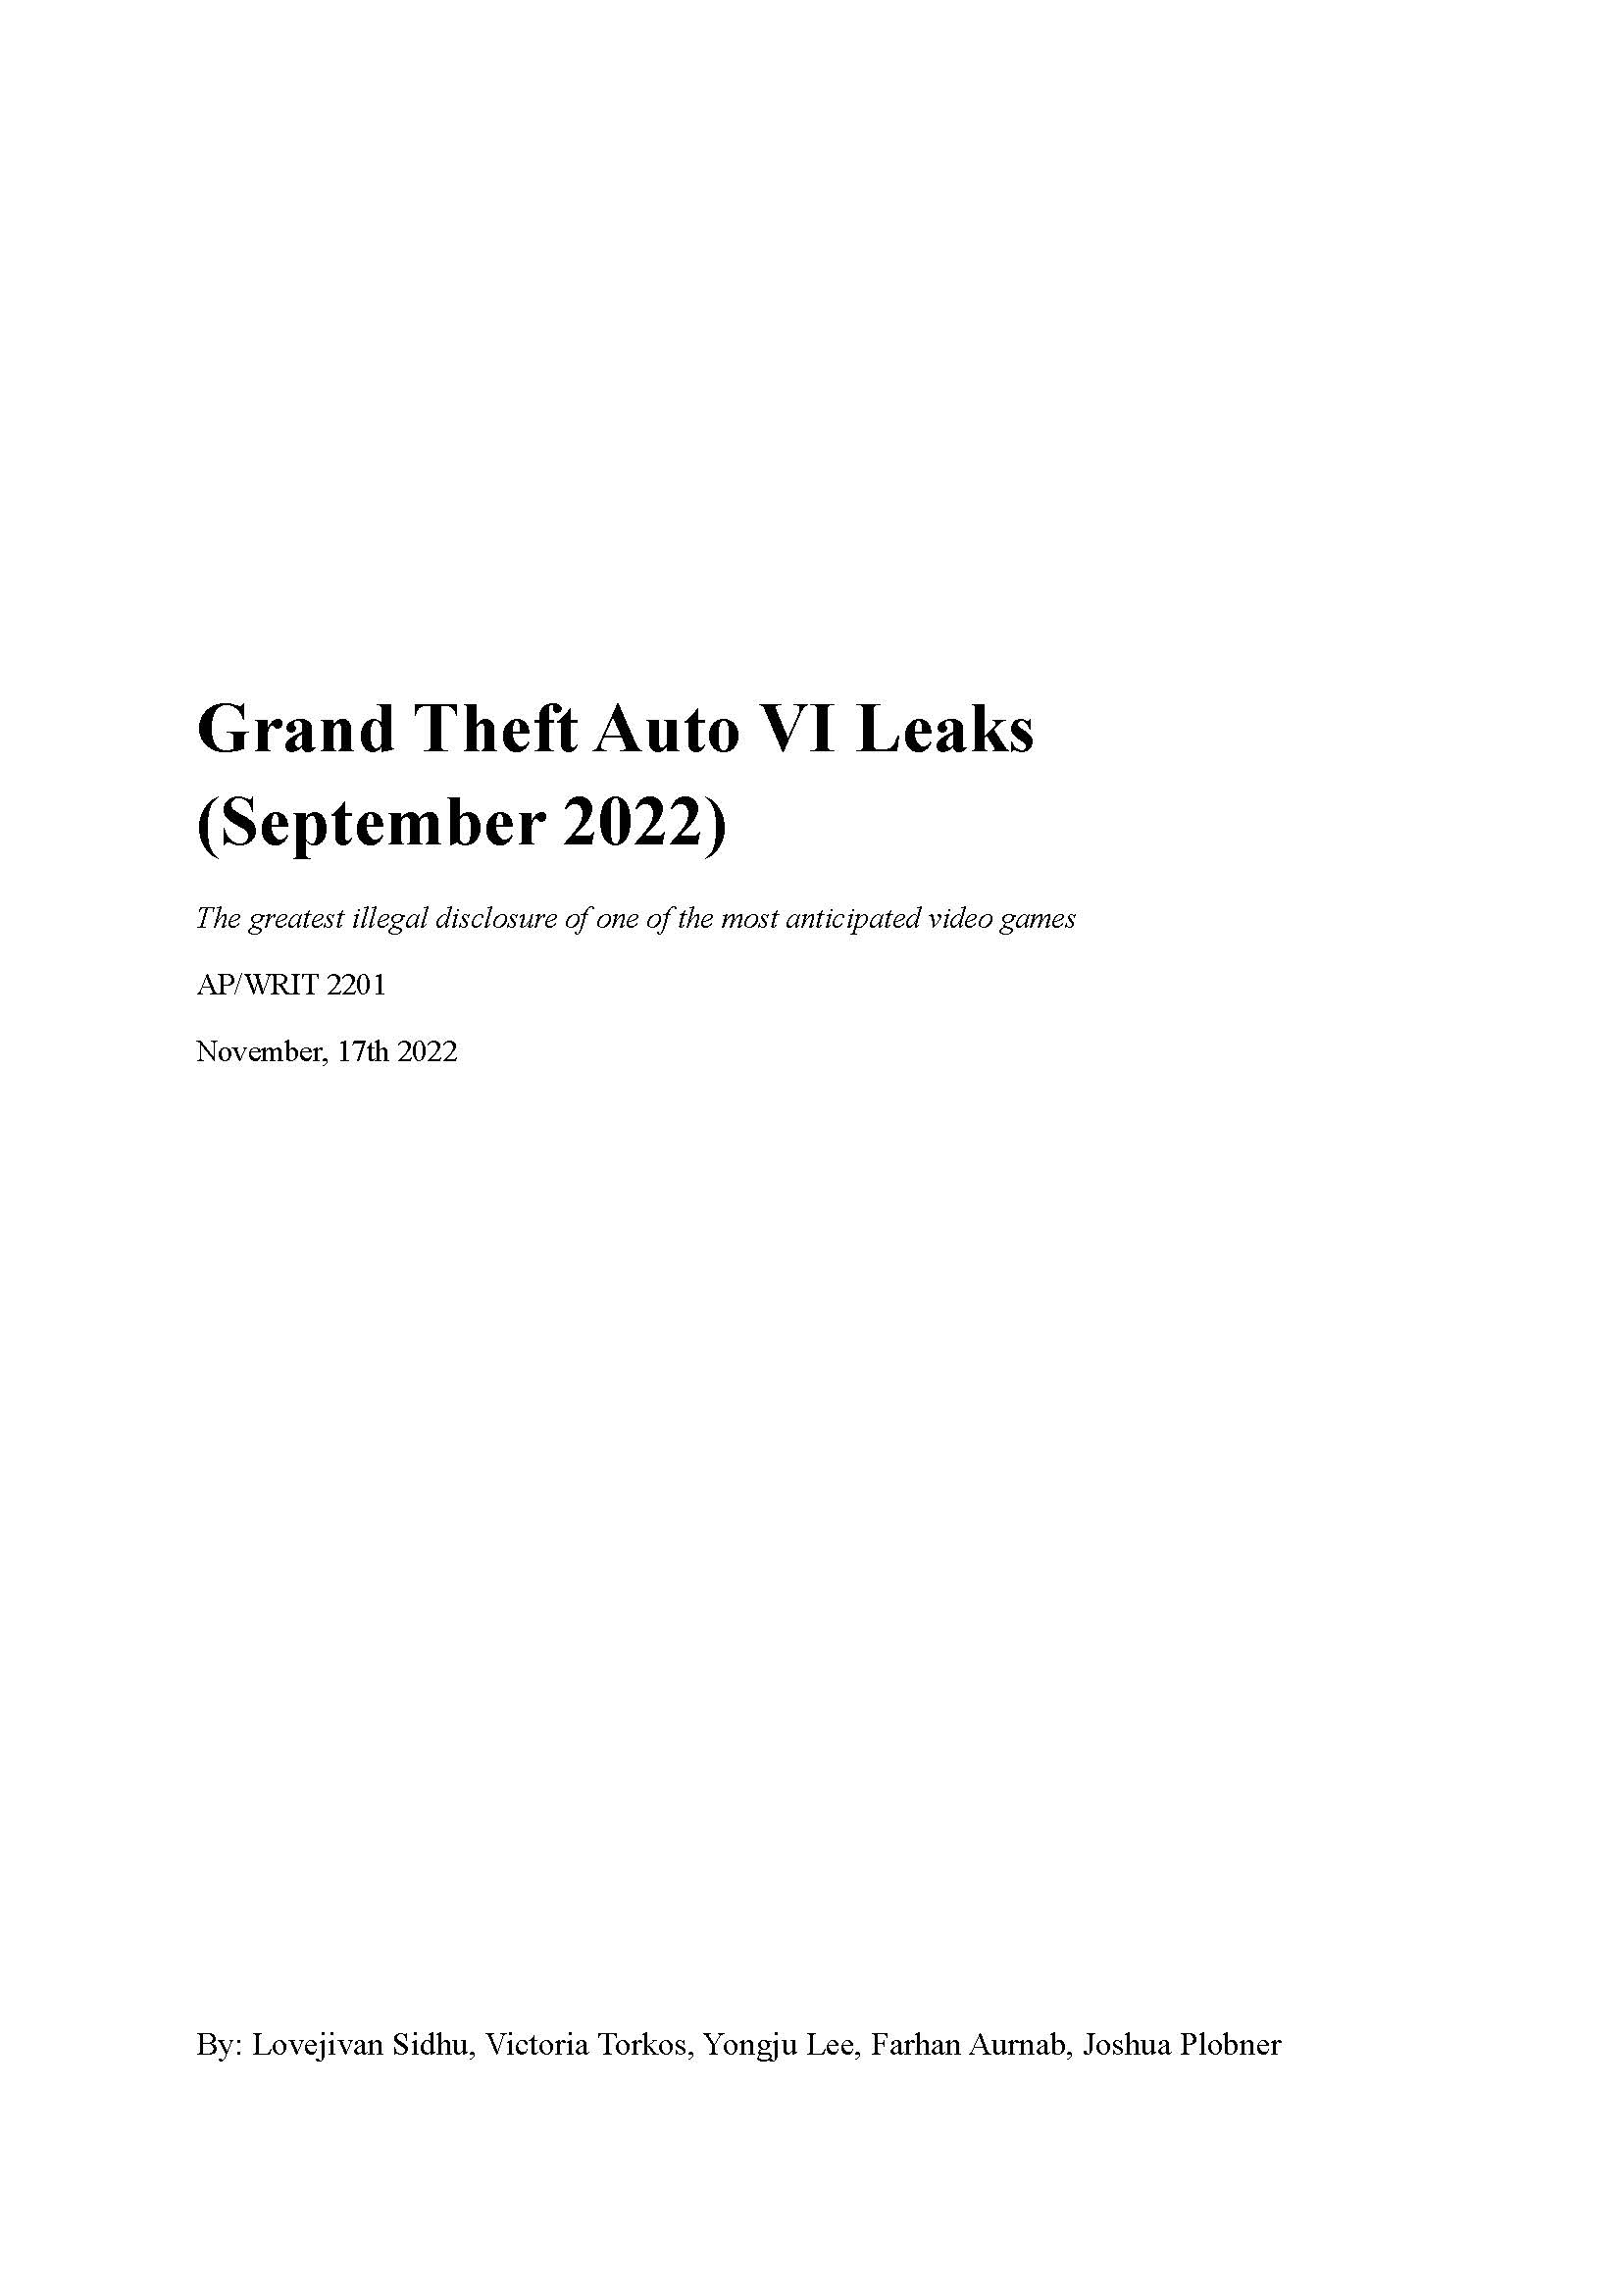 Grand Theft Auto VI Leaks
(September 2022)
The greatest illegal disclosure of one of the most anticipated video games
AP/WRIT 2201
November, 17th 2022
By: Lovejivan Sidhu, Victoria Torkos, Yongju Lee, Farhan Aurnab, Joshua Plobner